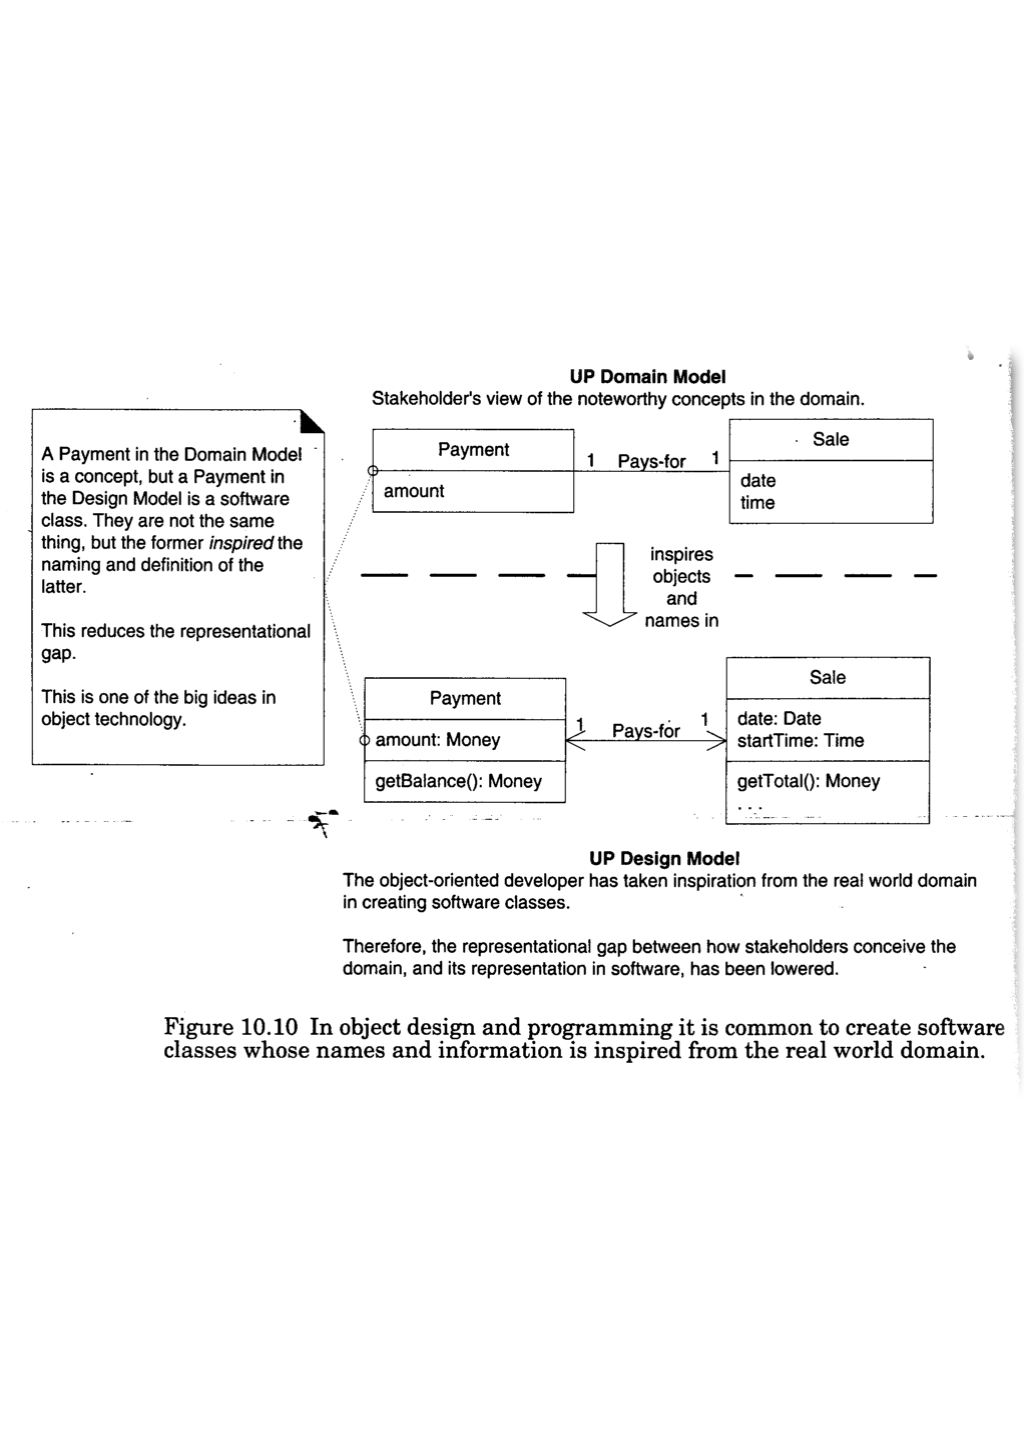 UP Domain Model
Stakeholder's view of the noteworthy concepts in the domain.
A Payment in the Domain Model
is a concept, but a Payment in
the Design Model is a software
class. They are not the same
thing, but the former inspired the
naming and definition of the
latter.
This reduces the representational
gap.
This is one of the big ideas in
object technology.
Payment
amount
1 Pays-for 1
Sale
date
time
inspires
objects
and
names in
Payment
amount: Money
getBalance(): Money
1 Pays-for 1
Sale
date: Date
startTime: Time
getTotal(): Money
. . .
UP Design Model
The object-oriented developer has taken inspiration from the real world domain
in creating software classes.
Therefore, the representational gap between how stakeholders conceive the
domain, and its representation in software, has been lowered.
Figure 10.10 In object design and programming it is common to create software
classes whose names and information is inspired from the real world domain.